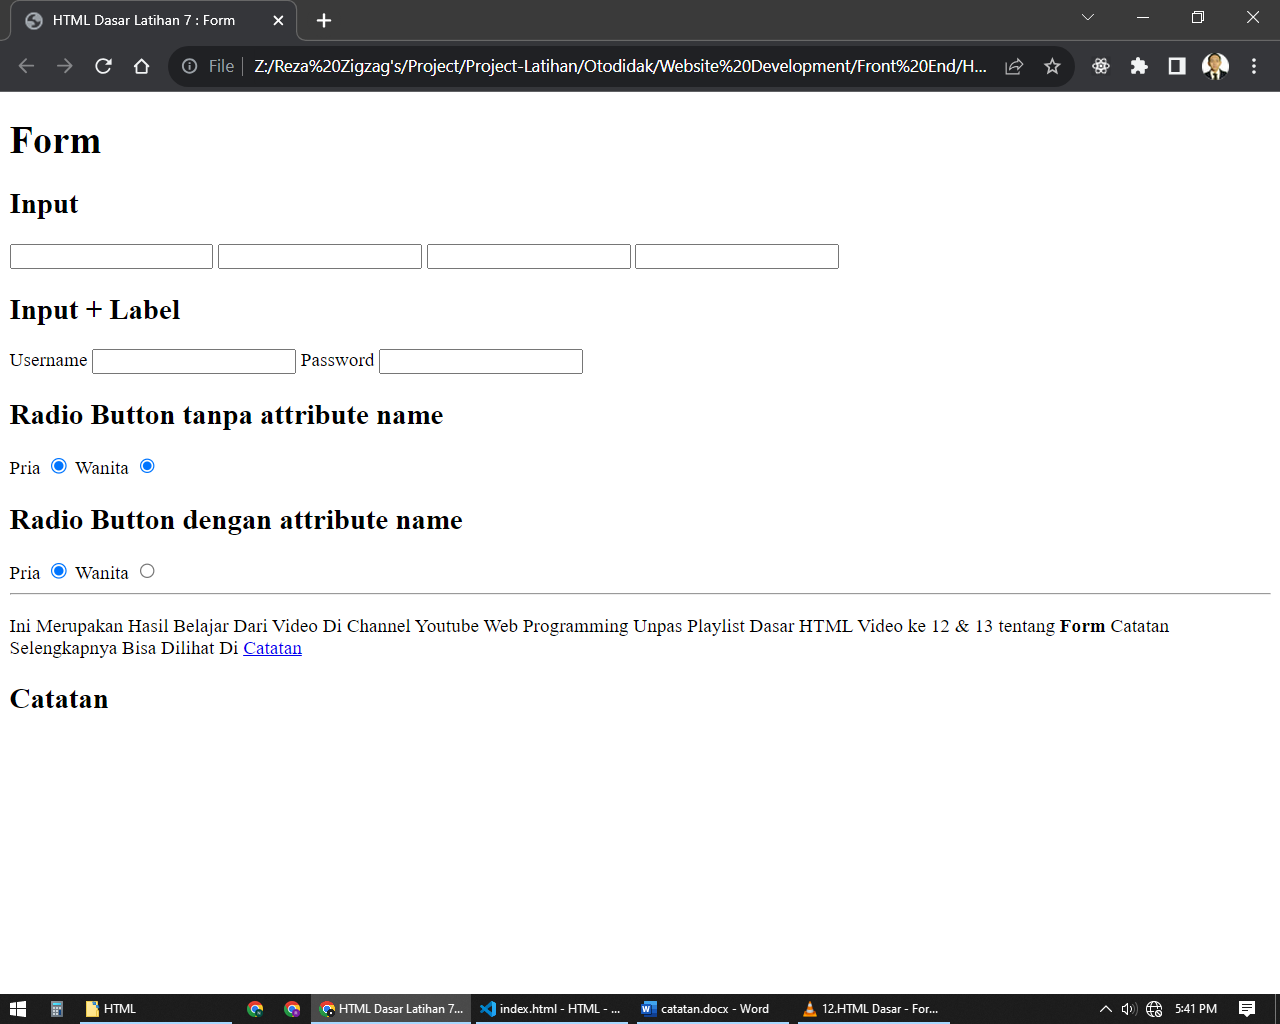 HTML Dasar Latihan 7 : Form
File
Z:/Reza%20Zigzag's/Project/Project-Latihan/Otodidak/Website%20Development/Front%20End/H...
Form
Input
Input + Label
Username Password
Radio Button tanpa attribute name
Pria Wanita
Radio Button dengan attribute name
Pria Wanita
Ini Merupakan Hasil Belajar Dari Video Di Channel Youtube Web Programming Unpas Playlist Dasar HTML Video ke 12 & 13 tentang Form Catatan
Selengkapnya Bisa Dilihat Di Catatan
Catatan
HTML HTML Dasar Latihan 7... index.html - HTML - ... catatan.docx - Word 12.HTML Dasar - For... 5:41 PM